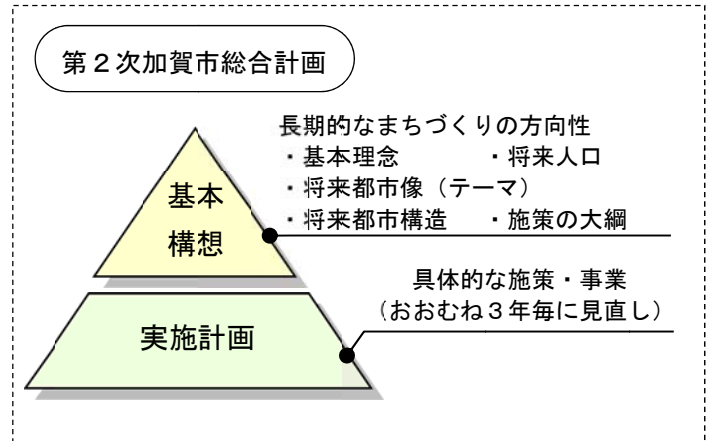 第２次加賀市総合計画
長期的なまちづくりの方向性
・基本理念　・将来人口
・将来都市像（テーマ）
・将来都市構造　・施策の大綱
基本
構想
具体的な施策・事業
（おおむね３年毎に見直し）
実施計画